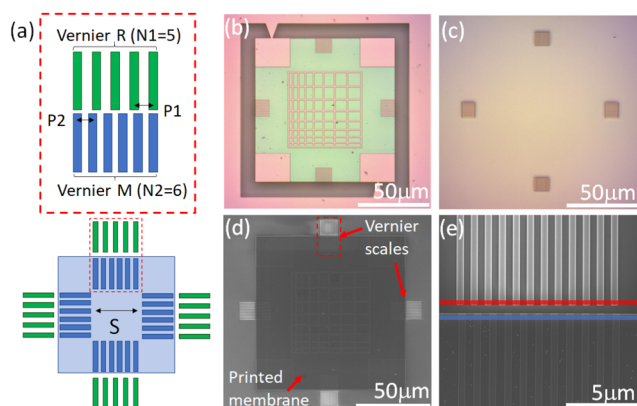 (a)
Vernier R (N1=5)
P2
P1
Vernier M (N2=6)
S
(b)
50μm
(c)
50μm
(d)
Vernier
scales
Printed
membrane
50μm
(e)
5μm